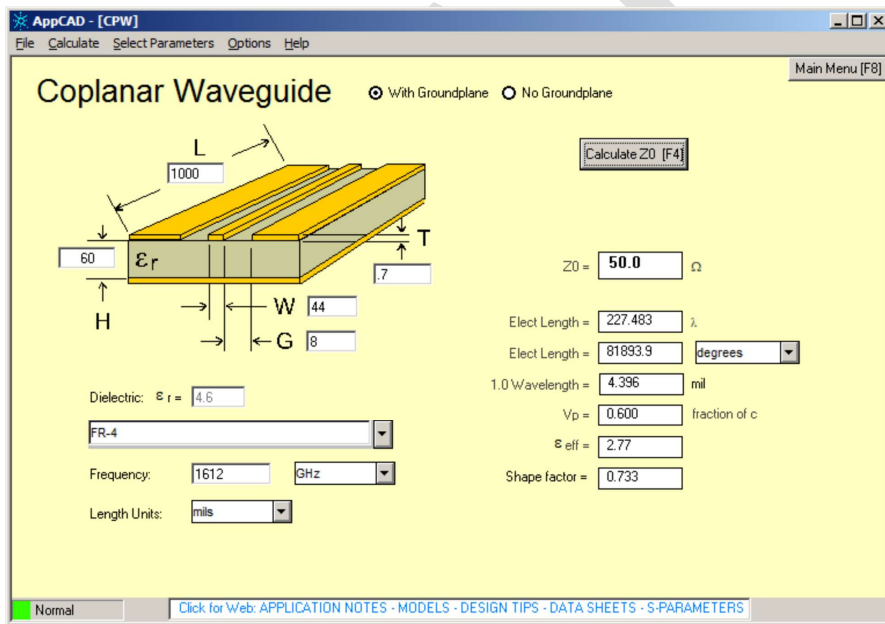 AppCAD - [CPW]
File Calculate Select Parameters Options Help
Main Menu [F8]
Coplanar Waveguide With Groundplane No Groundplane
Calculate Z0 [F4]
L
1000
T
.7
60
εr
H
W 44
G 8
Z0 = 50.0 Ω
Elect Length = 227.483 λ
Elect Length = 81893.9 degrees
1.0 Wavelength = 4.396 mil
Vp = 0.600 fraction of c
ε eff = 2.77
Shape factor = 0.733
Dielectric: ε r = 4.6
FR-4
Frequency: 1612 GHz
Length Units: mils
Normal
Click for Web: APPLICATION NOTES - MODELS - DESIGN TIPS - DATA SHEETS - S-PARAMETERS